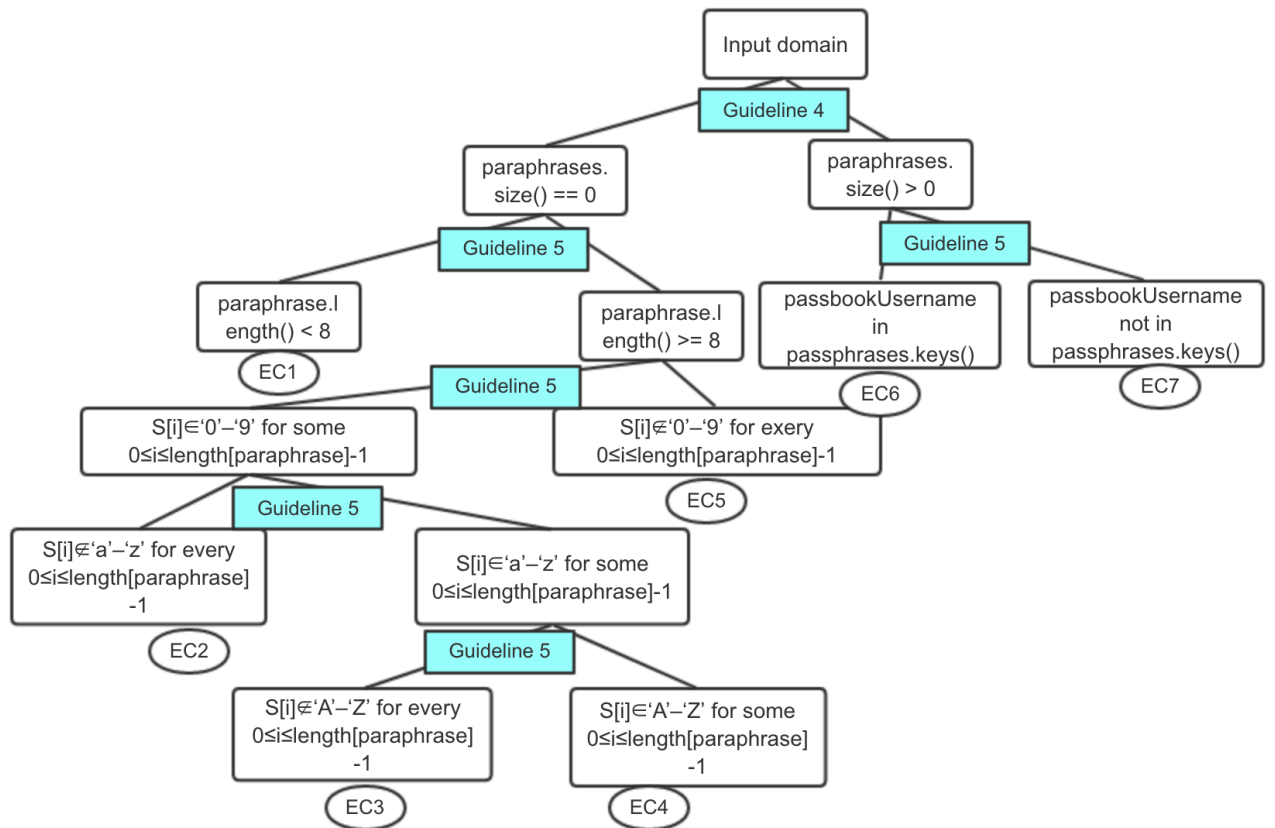 Input domain
Guideline 4
paraphrases.
size() == 0
paraphrases.
size() > 0
Guideline 5
Guideline 5
paraphrase.l
ength() < 8
EC1
paraphrase.l
ength() >= 8
passbookUsername
in
passphrases.keys()
EC6
passbookUsername
not in
passphrases.keys()
EC7
Guideline 5
S[i]∈‘0’–‘9’ for some
0≤i≤length[paraphrase]-1
S[i]∉‘0’–‘9’ for exery
0≤i≤length[paraphrase]-1
EC5
Guideline 5
S[i]∉‘a’–‘z’ for every
0≤i≤length[paraphrase]
-1
EC2
S[i]∈‘a’–‘z’ for some
0≤i≤length[paraphrase]-1
Guideline 5
S[i]∉‘A’–‘Z’ for every
0≤i≤length[paraphrase]
-1
EC3
S[i]∈‘A’–‘Z’ for some
0≤i≤length[paraphrase]
-1
EC4